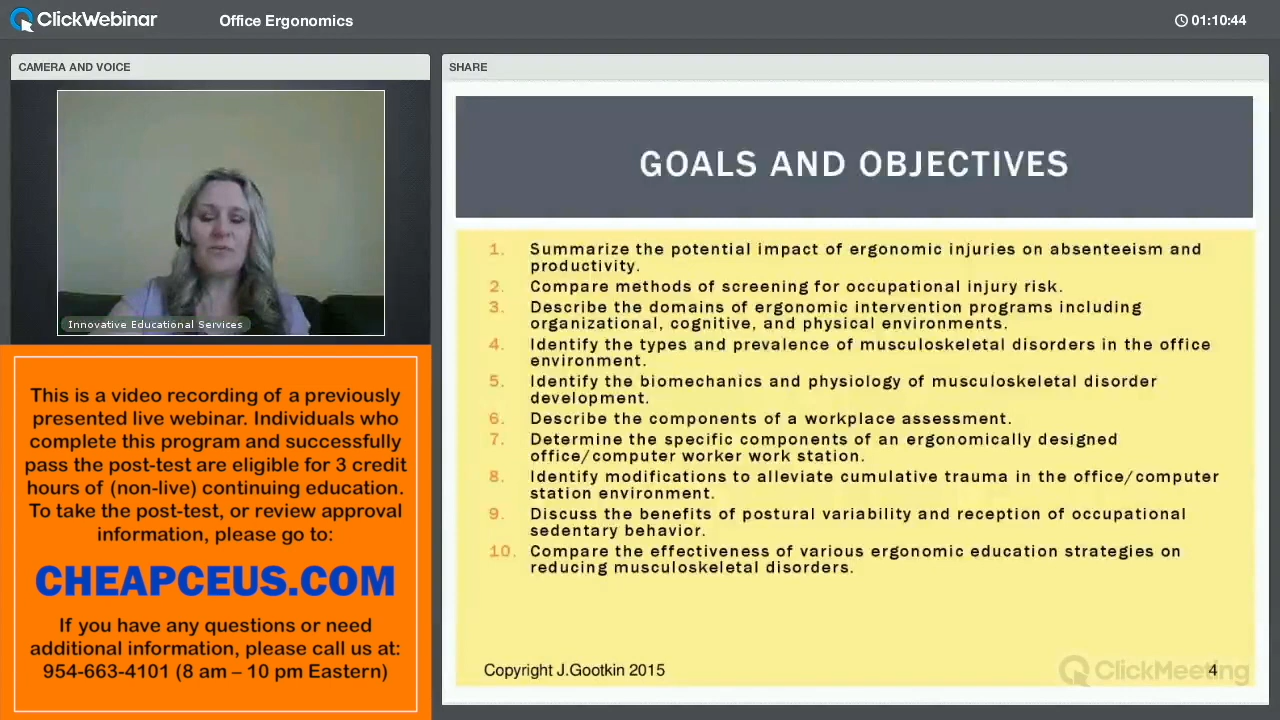 ClickWebinar
Office Ergonomics
01:10:44
CAMERA AND VOICE
Innovative Educational Services
This is a video recording of a previously
presented live webinar. Individuals who
complete this program and successfully
pass the post-test are eligible for 3 credit
hours of (non-live) continuing education.
To take the post-test, or review approval
information, please go to:
CHEAPCEUS.COM
If you have any questions or need
additional information, please call us at:
954-663-4101 (8 am – 10 pm Eastern)
SHARE
GOALS AND OBJECTIVES
1. Summarize the potential impact of ergonomic injuries on absenteeism and
productivity.
2. Compare methods of screening for occupational injury risk.
3. Describe the domains of ergonomic intervention programs including
organizational, cognitive, and physical environments.
4. Identify the types and prevalence of musculoskeletal disorders in the office
environment.
5. Identify the biomechanics and physiology of musculoskeletal disorder
development.
6. Describe the components of a workplace assessment.
7. Determine the specific components of an ergonomically designed
office/computer worker work station.
8. Identify modifications to alleviate cumulative trauma in the office/computer
station environment.
9. Discuss the benefits of postural variability and reception of occupational
sedentary behavior.
10. Compare the effectiveness of various ergonomic education strategies on
reducing musculoskeletal disorders.
Copyright J.Gootkin 2015
ClickMeeting
4